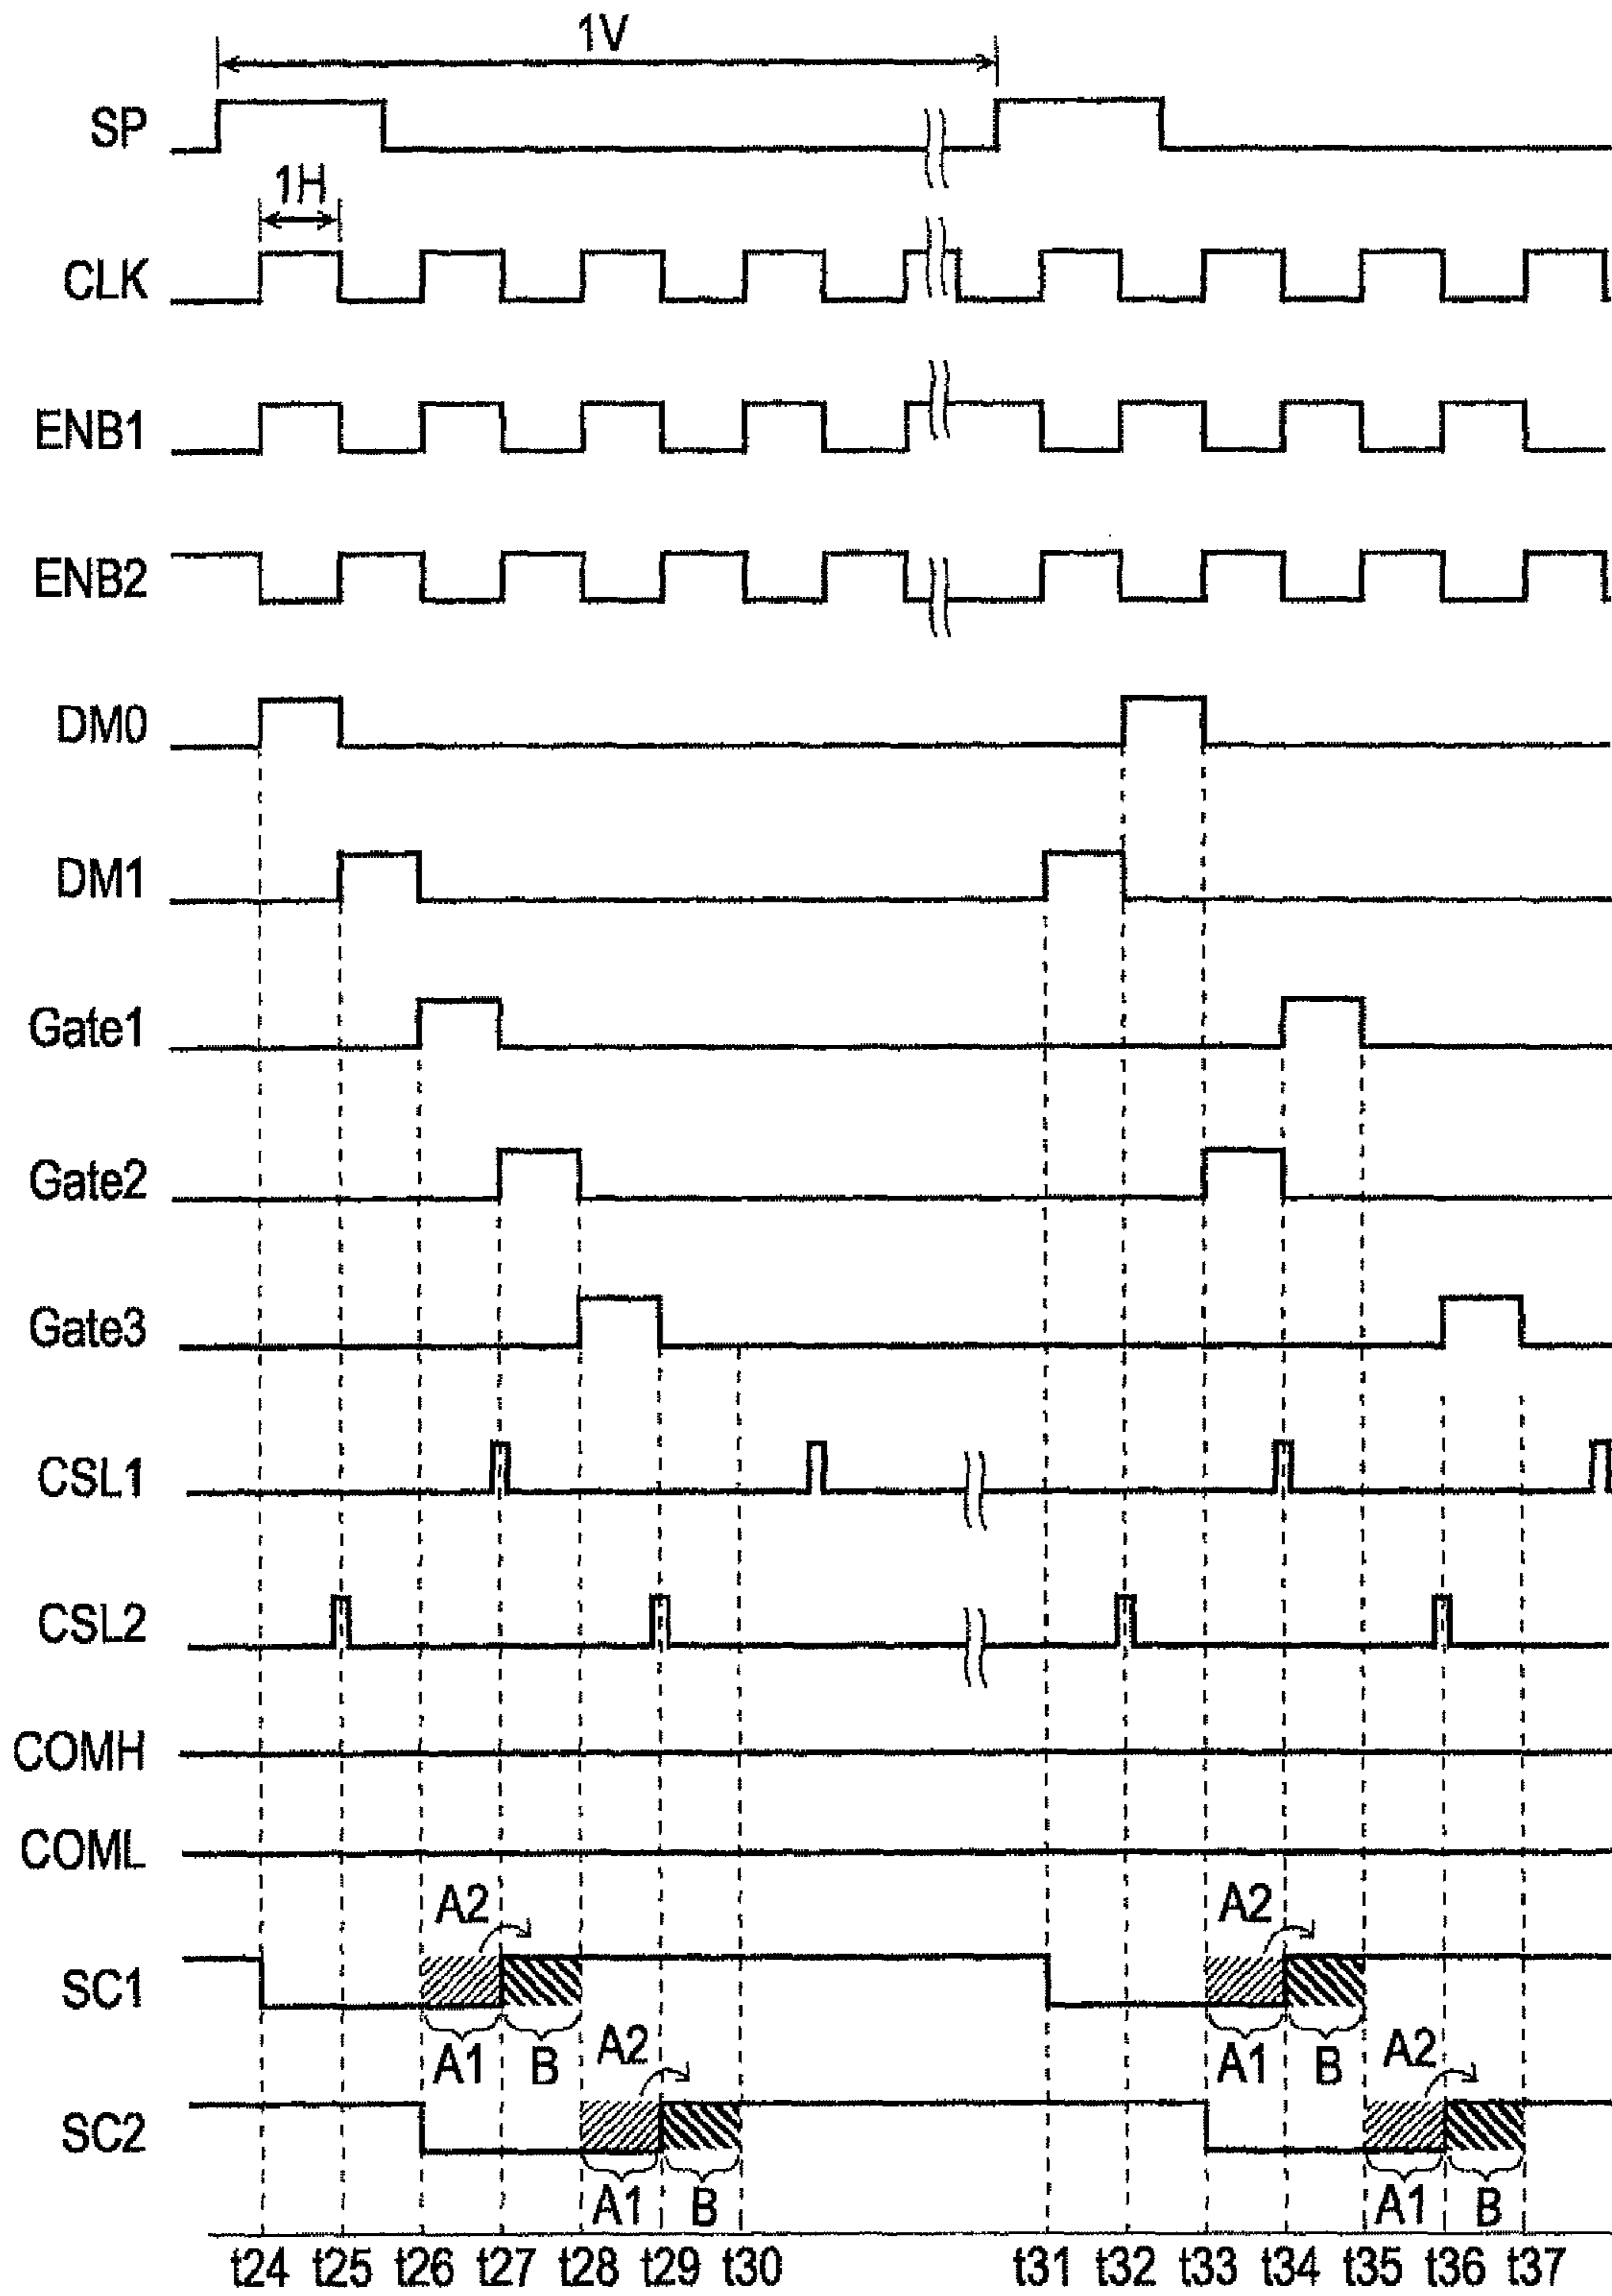 1V
SP
1H
CLK
ENB1
ENB2
DM0
DM1
Gate1
Gate2
Gate3
CSL1
CSL2
COMH
COML
A2 A2
SC1
A1 B A2 A1 B A2
SC2
A1 B A1 B
t24 t25 t26 t27 t28 t29 t30 t31 t32 t33 t34 t35 t36 t37